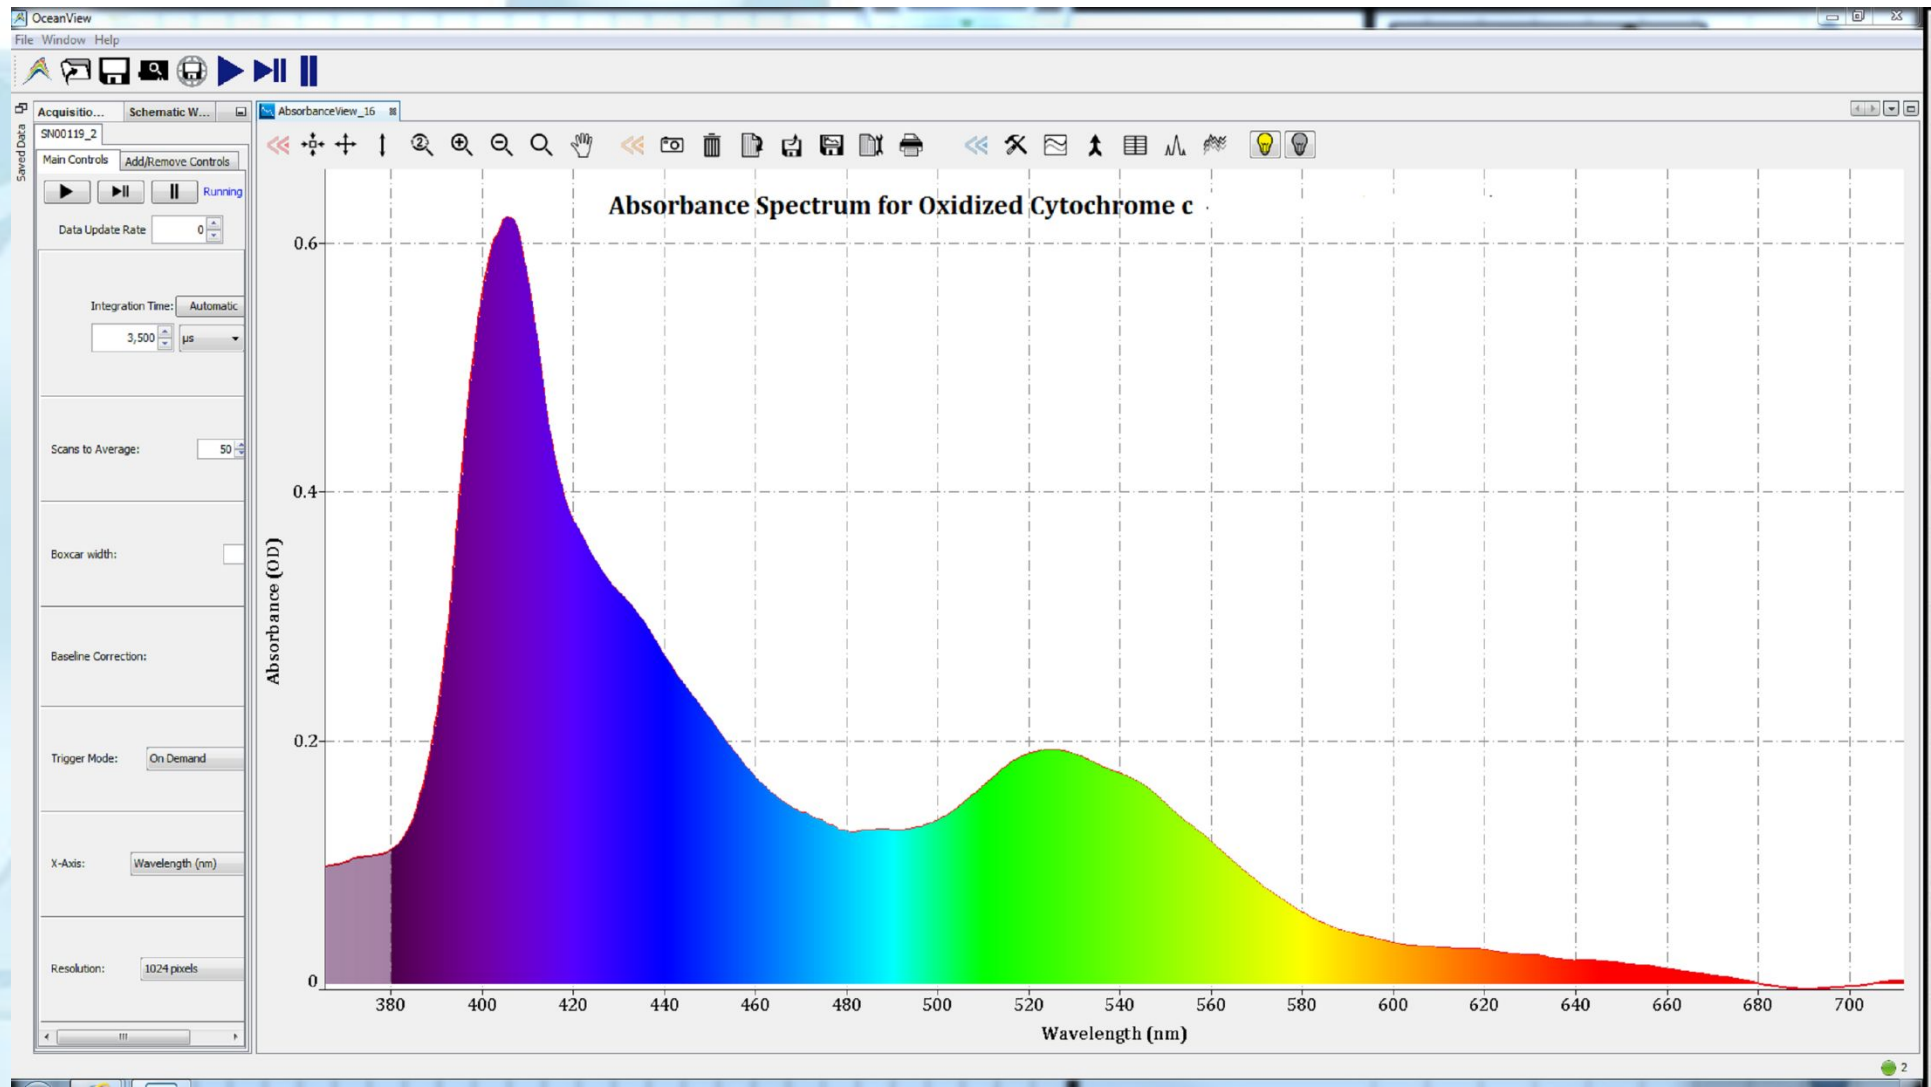 OceanView
File Window Help
Acquisitio... Schematic W...
AbsorbanceView_16
Saved Data
SN00119_2
Main Controls Add/Remove Controls
Running
Data Update Rate 0
Integration Time: Automatic
3,500 µs
Scans to Average: 50
Boxcar width:
Baseline Correction:
Trigger Mode: On Demand
X-Axis: Wavelength (nm)
Resolution: 1024 pixels
Absorbance Spectrum for Oxidized Cytochrome c
Absorbance (OD)
0.6
0.4
0.2
0
380 400 420 440 460 480 500 520 540 560 580 600 620 640 660 680 700
Wavelength (nm)
2